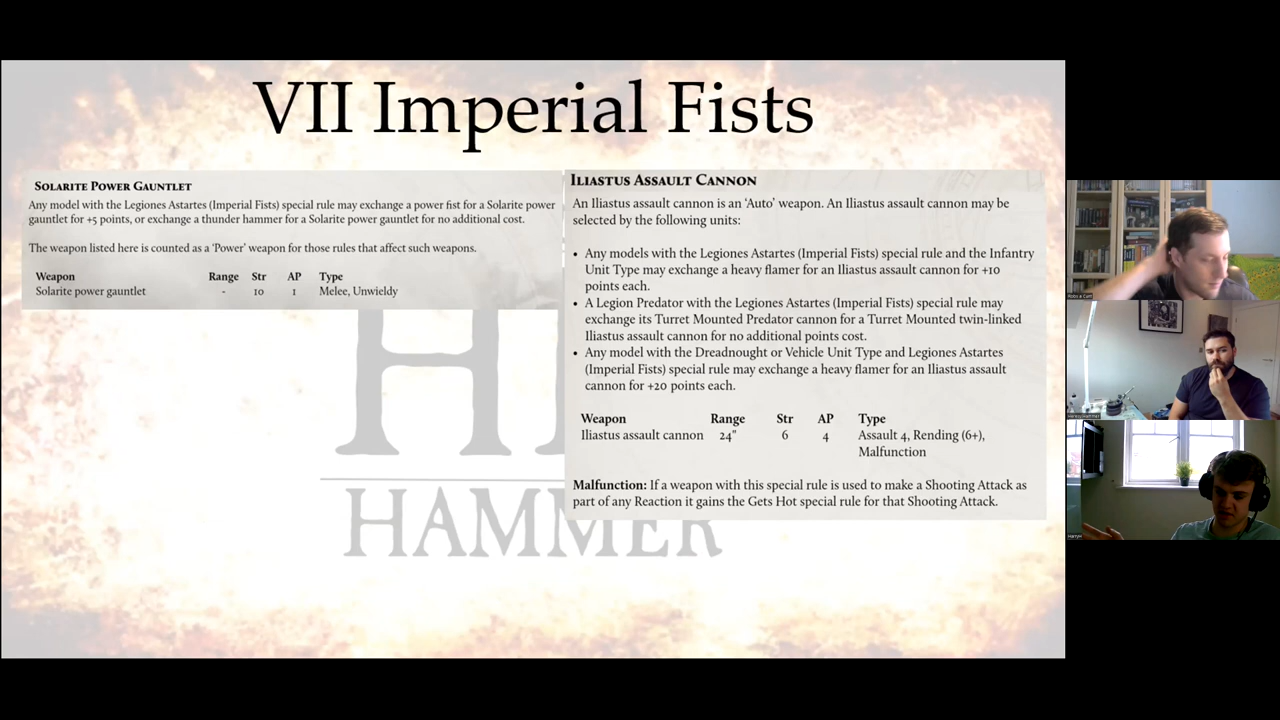 VII Imperial Fists
Solarite Power Gauntlet
Any model with the Legiones Astartes (Imperial Fists) special rule may exchange a power fist for a Solarite power
gauntlet for +5 points, or exchange a thunder hammer for a Solarite power gauntlet for no additional cost.
The weapon listed here is counted as a ‘Power’ weapon for those rules that affect such weapons.
Weapon Range Str AP Type
Solarite power gauntlet - 10 1 Melee, Unwieldy
Iliastus Assault Cannon
An Iliastus assault cannon is an ‘Auto’ weapon. An Iliastus assault cannon may be
selected by the following units:
• Any models with the Legiones Astartes (Imperial Fists) special rule and the Infantry
Unit Type may exchange a heavy flamer for an Iliastus assault cannon for +10
points each.
• A Legion Predator with the Legiones Astartes (Imperial Fists) special rule may
exchange its Turret Mounted Predator cannon for a Turret Mounted twin-linked
Iliastus assault cannon for no additional points cost.
• Any model with the Dreadnought or Vehicle Unit Type and Legiones Astartes
(Imperial Fists) special rule may exchange a heavy flamer for an Iliastus assault
cannon for +20 points each.
Weapon Range Str AP Type
Iliastus assault cannon 24" 6 4 Assault 4, Rending (6+),
Malfunction
Malfunction: If a weapon with this special rule is used to make a Shooting Attack as
part of any Reaction it gains the Gets Hot special rule for that Shooting Attack.
HAMMER